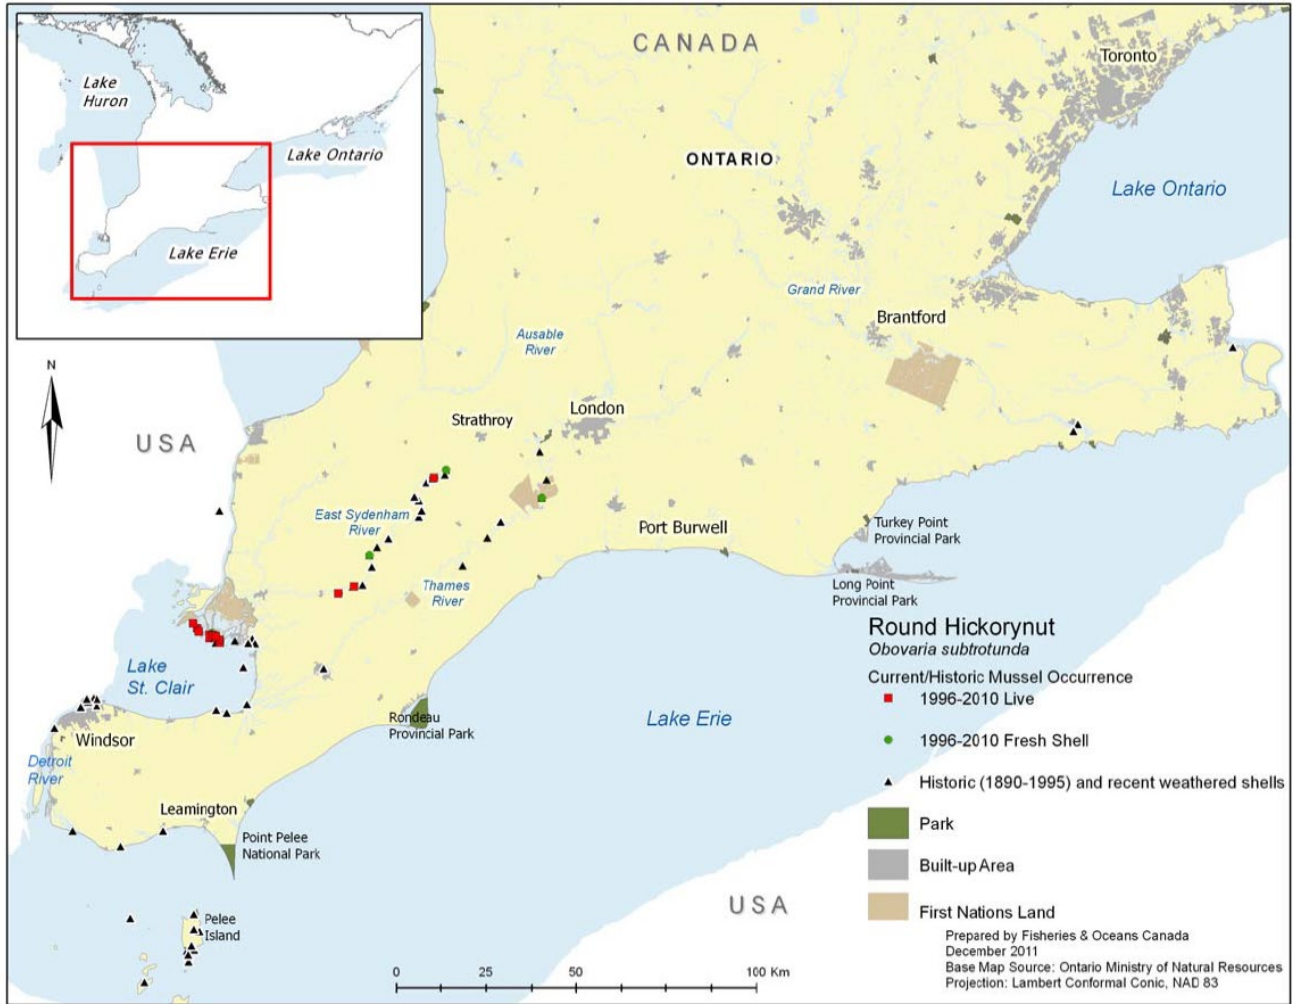 CANADA
Toronto
Lake
Huron
Lake Ontario
Lake Erie
ONTARIO
Lake Ontario
Grand River
Brantford
Ausable
River
N
USA
Strathroy
London
East Sydenham
River
Port Burwell
Turkey Point
Provincial Park
Long Point
Provincial Park
Thames
River
Lake
St. Clair
Rondeau
Provincial Park
Lake Erie
Windsor
Detroit
River
Leamington
Point Pelee
National Park
Pelee
Island
USA
Round Hickorynut
Obovaria subtrotunda
Current/Historic Mussel Occurrence
1996-2010 Live
1996-2010 Fresh Shell
Historic (1890-1995) and recent weathered shells
Park
Built-up Area
First Nations Land
Prepared by Fisheries & Oceans Canada
December 2011
Base Map Source: Ontario Ministry of Natural Resources
Projection: Lambert Conformal Conic, NAD 83
0 25 50 100 Km